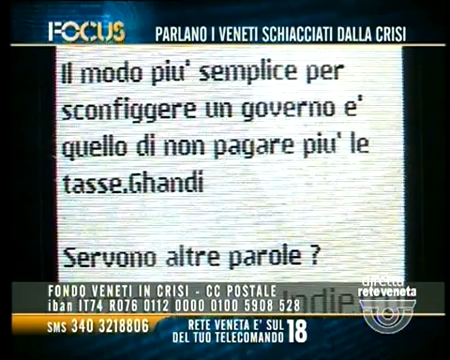 FOCUS
PARLANO I VENETI SCHIACCIATI DALLA CRISI
Il modo piu' semplice per
sconfiggere un governo e'
quello di non pagare piu' le
tasse.Ghandi
Servono altre parole ?
diretta
reteveneta
FONDO VENETI IN CRISI - CC POSTALE
iban IT74 R076 0112 0000 0100 5908 528
SMS 340 3218806
RETE VENETA E' SUL
DEL TUO TELECOMANDO
18